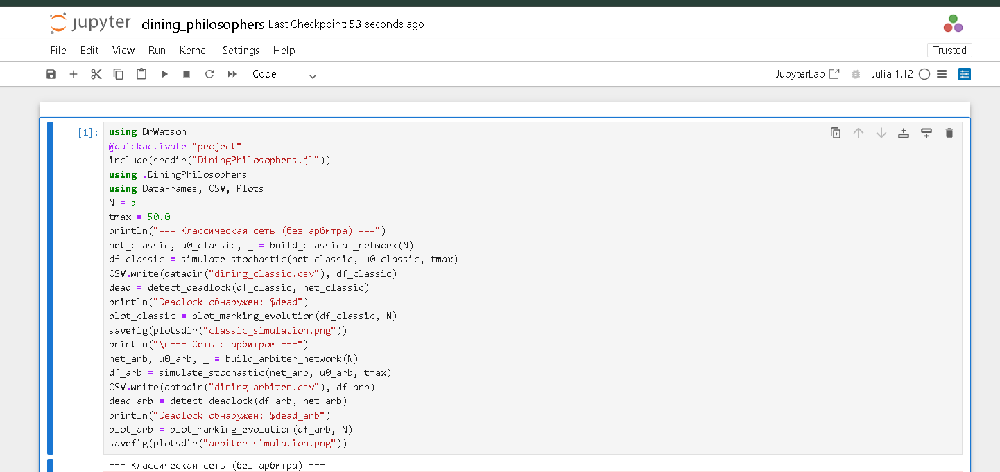 jupyter dining_philosophers Last Checkpoint: 53 seconds ago
File Edit View Run Kernel Settings Help Trusted
Code JupyterLab Julia 1.12
[1]:
using DrWatson
@quickactivate "project"
include(srcdir("DiningPhilosophers.jl"))
using .DiningPhilosophers
using DataFrames, CSV, Plots
N = 5
tmax = 50.0
println("=== Классическая сеть (без арбитра) ===")
net_classic, u0_classic, _ = build_classical_network(N)
df_classic = simulate_stochastic(net_classic, u0_classic, tmax)
CSV.write(datadir("dining_classic.csv"), df_classic)
dead = detect_deadlock(df_classic, net_classic)
println("Deadlock обнаружен: $dead")
plot_classic = plot_marking_evolution(df_classic, N)
savefig(plotsdir("classic_simulation.png"))
println("\n=== Сеть с арбитром ===")
net_arb, u0_arb, _ = build_arbiter_network(N)
df_arb = simulate_stochastic(net_arb, u0_arb, tmax)
CSV.write(datadir("dining_arbiter.csv"), df_arb)
dead_arb = detect_deadlock(df_arb, net_arb)
println("Deadlock обнаружен: $dead_arb")
plot_arb = plot_marking_evolution(df_arb, N)
savefig(plotsdir("arbiter_simulation.png"))
=== Классическая сеть (без арбитра) ===